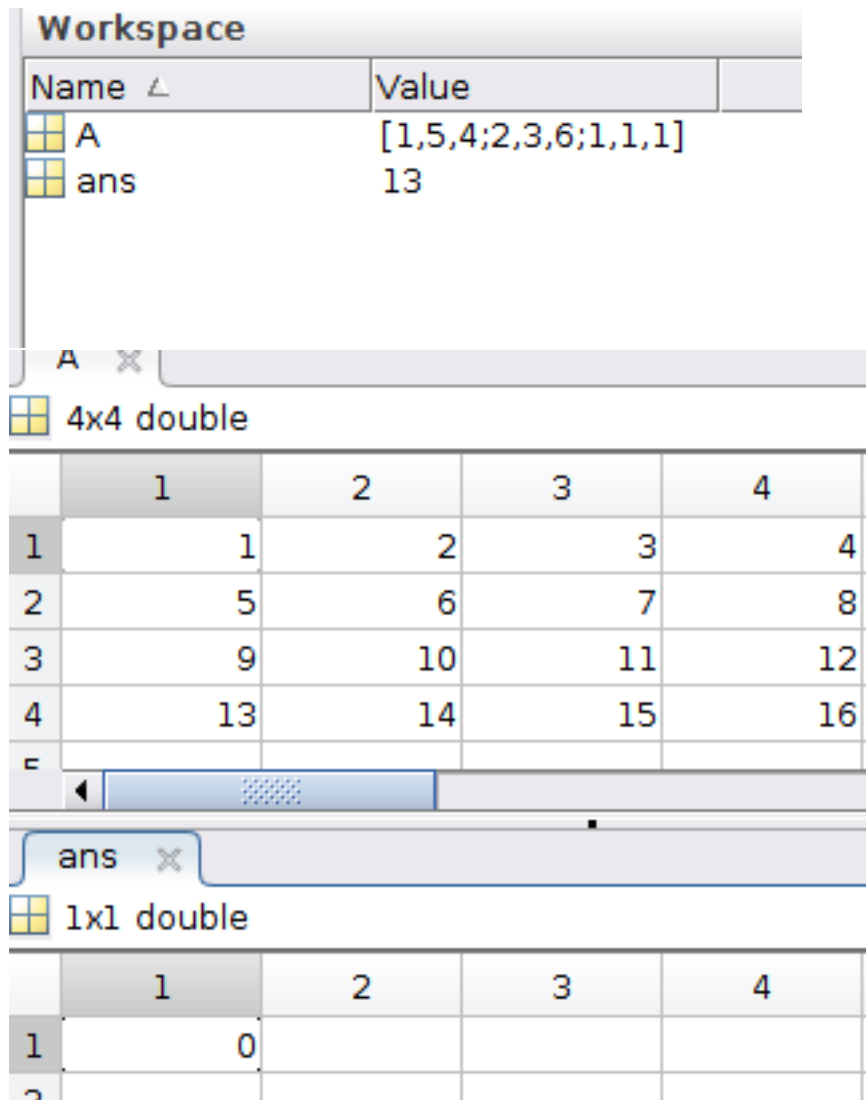 Workspace
Name Value
A [1,5,4;2,3,6;1,1,1]
ans 13
A
4x4 double
1 2 3 4
1 1 2 3 4
2 5 6 7 8
3 9 10 11 12
4 13 14 15 16
5
ans
1x1 double
1 2 3 4
1 0
2